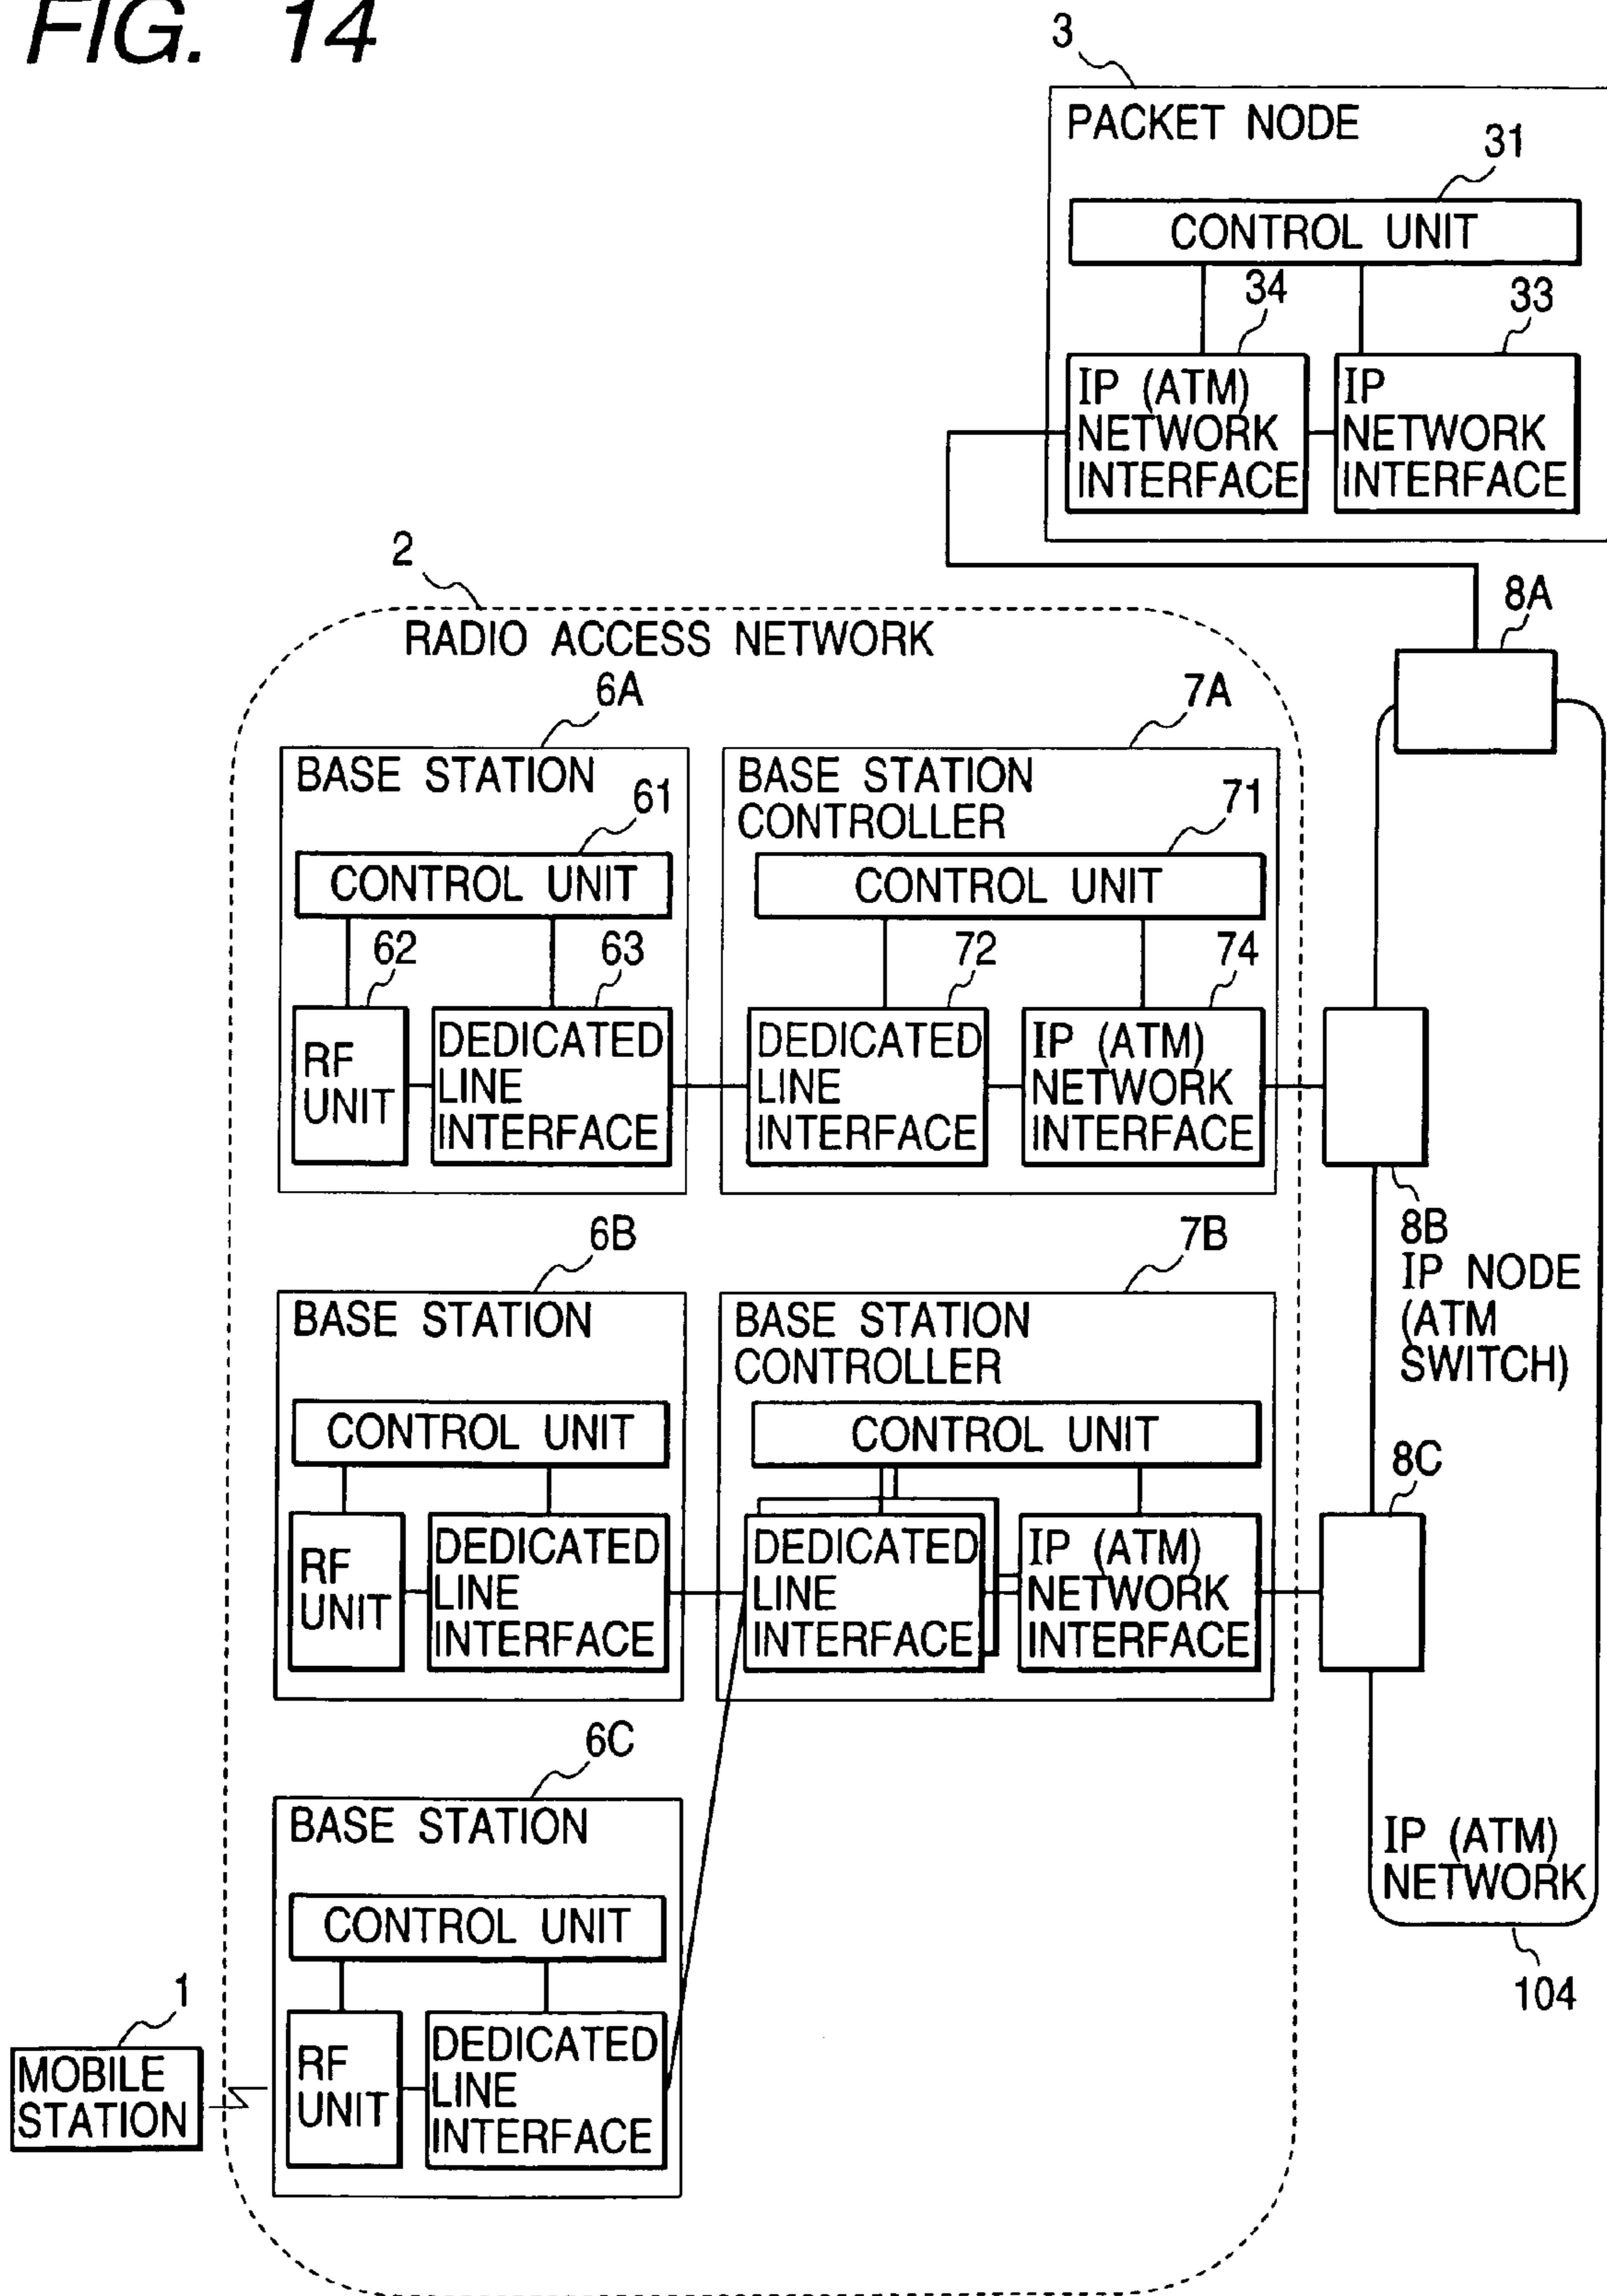 FIG. 14
3
PACKET NODE
31
CONTROL UNIT
34
33
IP (ATM)
NETWORK
INTERFACE
IP
NETWORK
INTERFACE
2
RADIO ACCESS NETWORK
8A
6A
BASE STATION
61
CONTROL UNIT
62
63
RF
UNIT
DEDICATED
LINE
INTERFACE
7A
BASE STATION
CONTROLLER
71
CONTROL UNIT
72
74
DEDICATED
LINE
INTERFACE
IP (ATM)
NETWORK
INTERFACE
8B
IP NODE
(ATM
SWITCH)
6B
BASE STATION
CONTROL UNIT
RF
UNIT
DEDICATED
LINE
INTERFACE
7B
BASE STATION
CONTROLLER
CONTROL UNIT
DEDICATED
LINE
INTERFACE
IP (ATM)
NETWORK
INTERFACE
8C
6C
BASE STATION
CONTROL UNIT
RF
UNIT
DEDICATED
LINE
INTERFACE
IP (ATM)
NETWORK
104
1
MOBILE
STATION